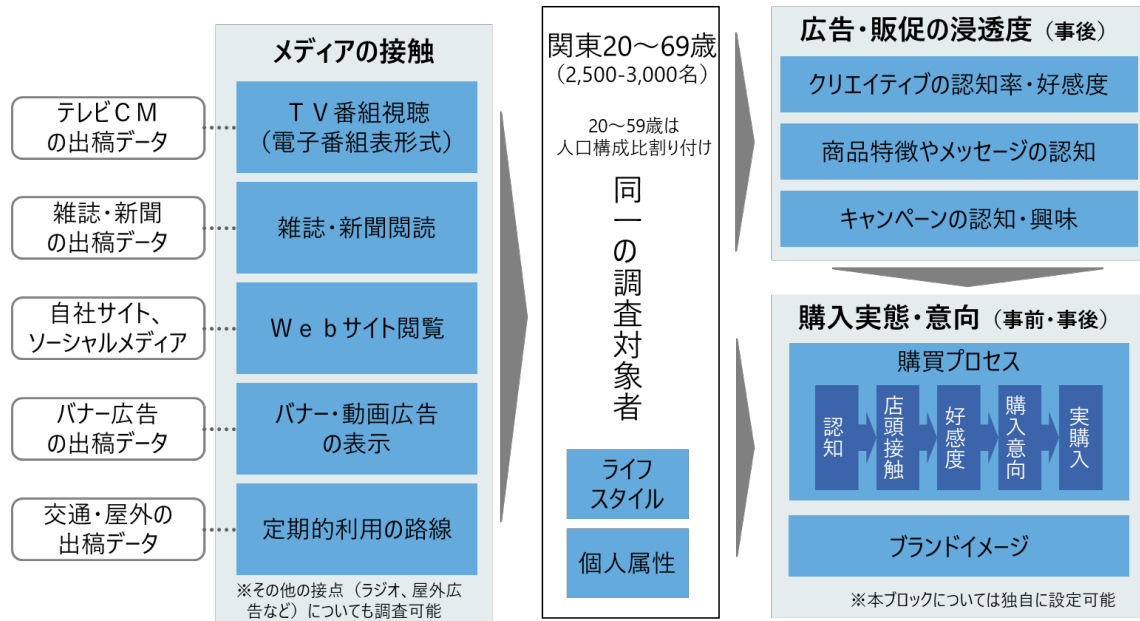 テレビCM
の出稿データ
雑誌・新聞
の出稿データ
自社サイト、
ソーシャルメディア
バナー広告
の出稿データ
交通・屋外の
出稿データ
メディアの接触
TV番組視聴
(電子番組表形式)
雑誌・新聞閲読
Webサイト閲覧
バナー・動画広告
の表示
定期的利用の路線
※その他の接点(ラジオ、屋外広
告など)についても調査可能
関東20～69歳
(2,500-3,000名)
20～59歳は
人口構成比割り付け
同一の調査対象者
ライフ
スタイル
個人属性
広告・販促の浸透度(事後)
クリエイティブの認知率・好感度
商品特徴やメッセージの認知
キャンペーンの認知・興味
購入実態・意向(事前・事後)
購買プロセス
認知
店頭接触
好感度
購入意向
実購入
ブランドイメージ
※本ブロックについては独自に設定可能